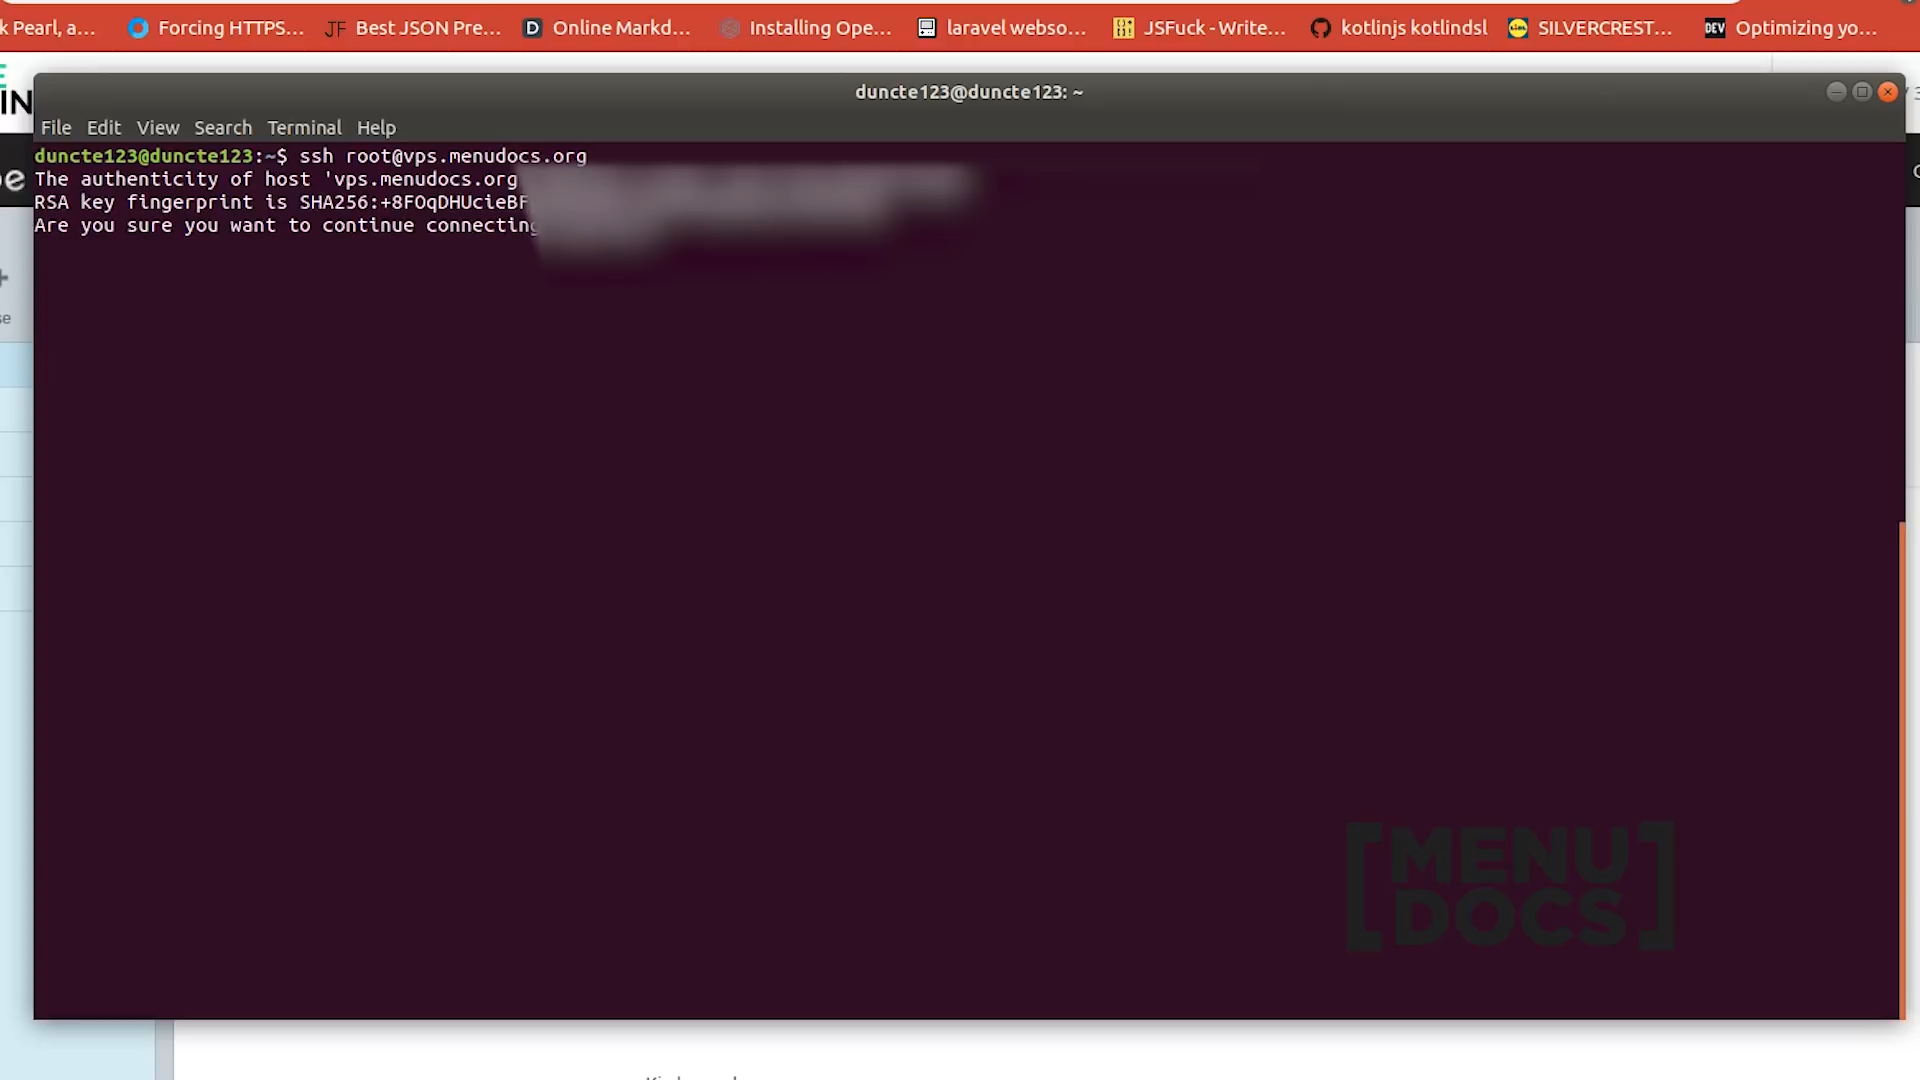 k Pearl, a...
Forcing HTTPS...
JF Best JSON Pre...
D Online Markd...
Installing Ope...
laravel webso...
JSFuck - Write...
kotlinjs kotlindsl
SILVERCREST...
DEV Optimizing yo...
IN
duncte123@duncte123: ~
File Edit View Search Terminal Help
duncte123@duncte123:~$ ssh root@vps.menudocs.org
The authenticity of host 'vps.menudocs.org
RSA key fingerprint is SHA256:+8FOqDHUcieBF
Are you sure you want to continue connecting
[MENU
DOCS]